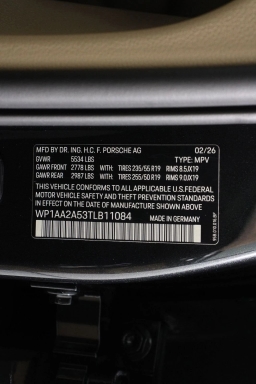 MFD BY DR. ING. H.C. F. PORSCHE AG 02/26
GVWR 5534 LBS TYPE: MPV
GAWR FRONT 2778 LBS WITH TIRES 235/55 R19 RIMS 8.5JX19
GAWR REAR 2987 LBS WITH TIRES 255/50 R19 RIMS 9.0JX19
THIS VEHICLE CONFORMS TO ALL APPLICABLE U.S.FEDERAL
MOTOR VEHICLE SAFETY AND THEFT PREVENTION STANDARDS
IN EFFECT ON THE DATE OF MANUFACTURE SHOWN ABOVE.
WP1AA2A53TLB11084 MADE IN GERMANY